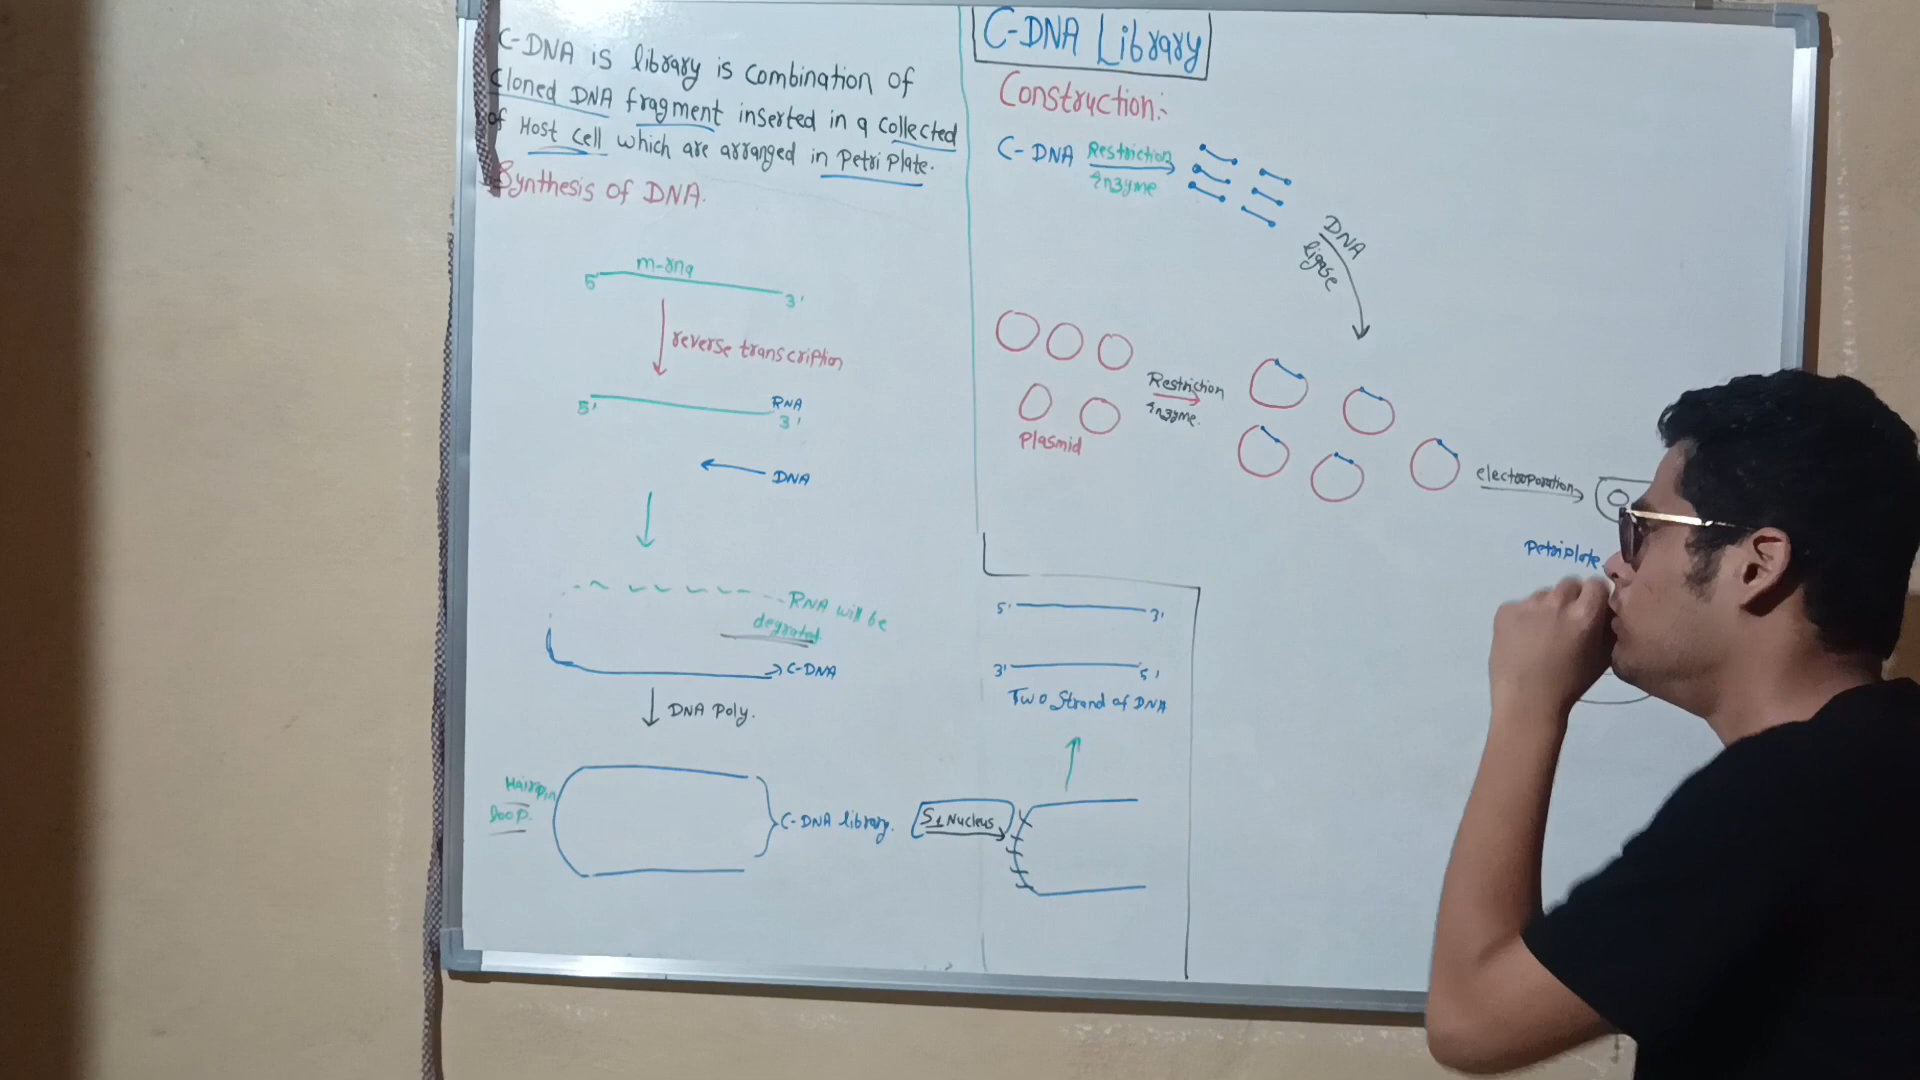 C-DNA is library is combination of
cloned DNA fragment inserted in a collected
of Host cell which are arranged in Petri Plate.
Synthesis of DNA.
m-rna
5' 3'
reverse transcription
RNA
5' 3'
DNA
RNA will be
degrated
C-DNA
DNA Poly.
Hairpin
loop.
C-DNA library.
S1 Nucleus
5' 3'
3' 5'
Two Strand of DNA
C-DNA Library
Construction:-
C-DNA Restriction
Enzyme
DNA
ligase
Plasmid
Restriction
Enzyme.
electroporation
Petriplate